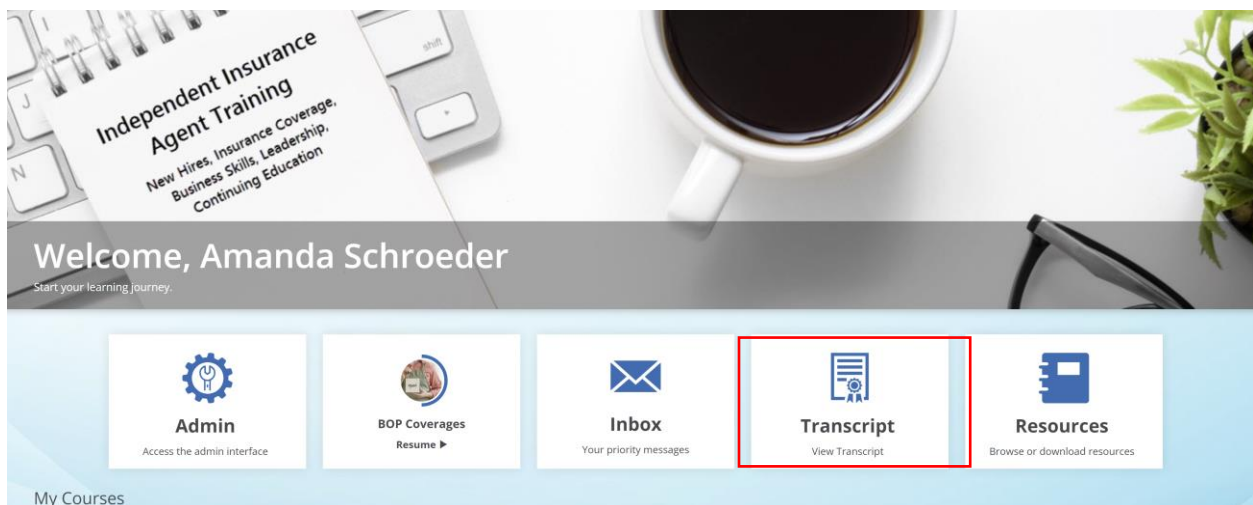 shift
J
N
Independent Insurance
Agent Training
New Hires, Insurance Coverage,
Business Skills, Leadership,
Continuing Education
Welcome, Amanda Schroeder
Start your learning journey.
Admin
Access the admin interface
BOP Coverages
Resume
Inbox
Your priority messages
Transcript
View Transcript
Resources
Browse or download resources
My Courses